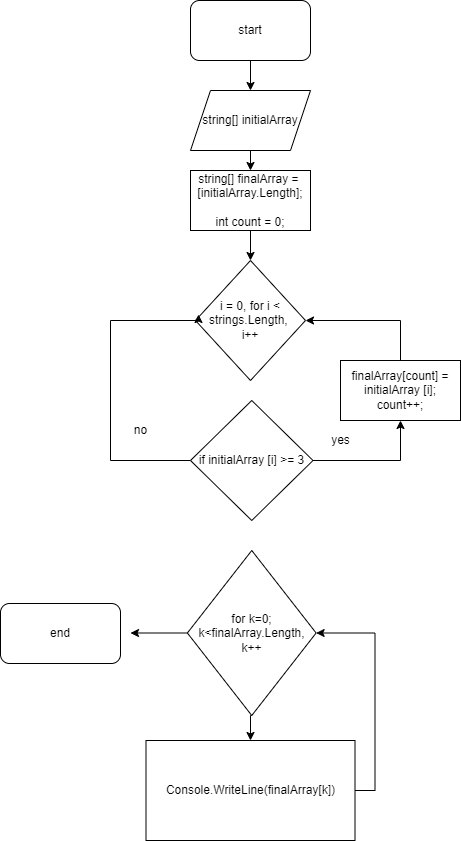 start
string[] initialArray
string[] finalArray =
[initialArray.Length];
int count = 0;
i = 0, for i <
strings.Length,
i++
finalArray[count] =
initialArray [i];
count++;
no
yes
if initialArray [i] >= 3
for k=0;
k<finalArray.Length,
k++
end
Console.WriteLine(finalArray[k])